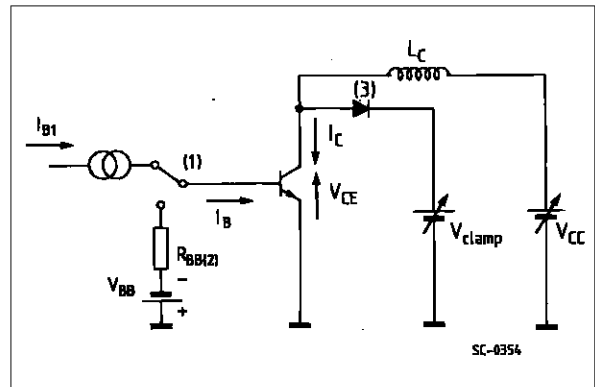 L_C
(3)
I_B1
(1)
I_C
V_CE
I_B
V_clamp
V_CC
R_BB(2)
V_BB
-
+
SC-0354